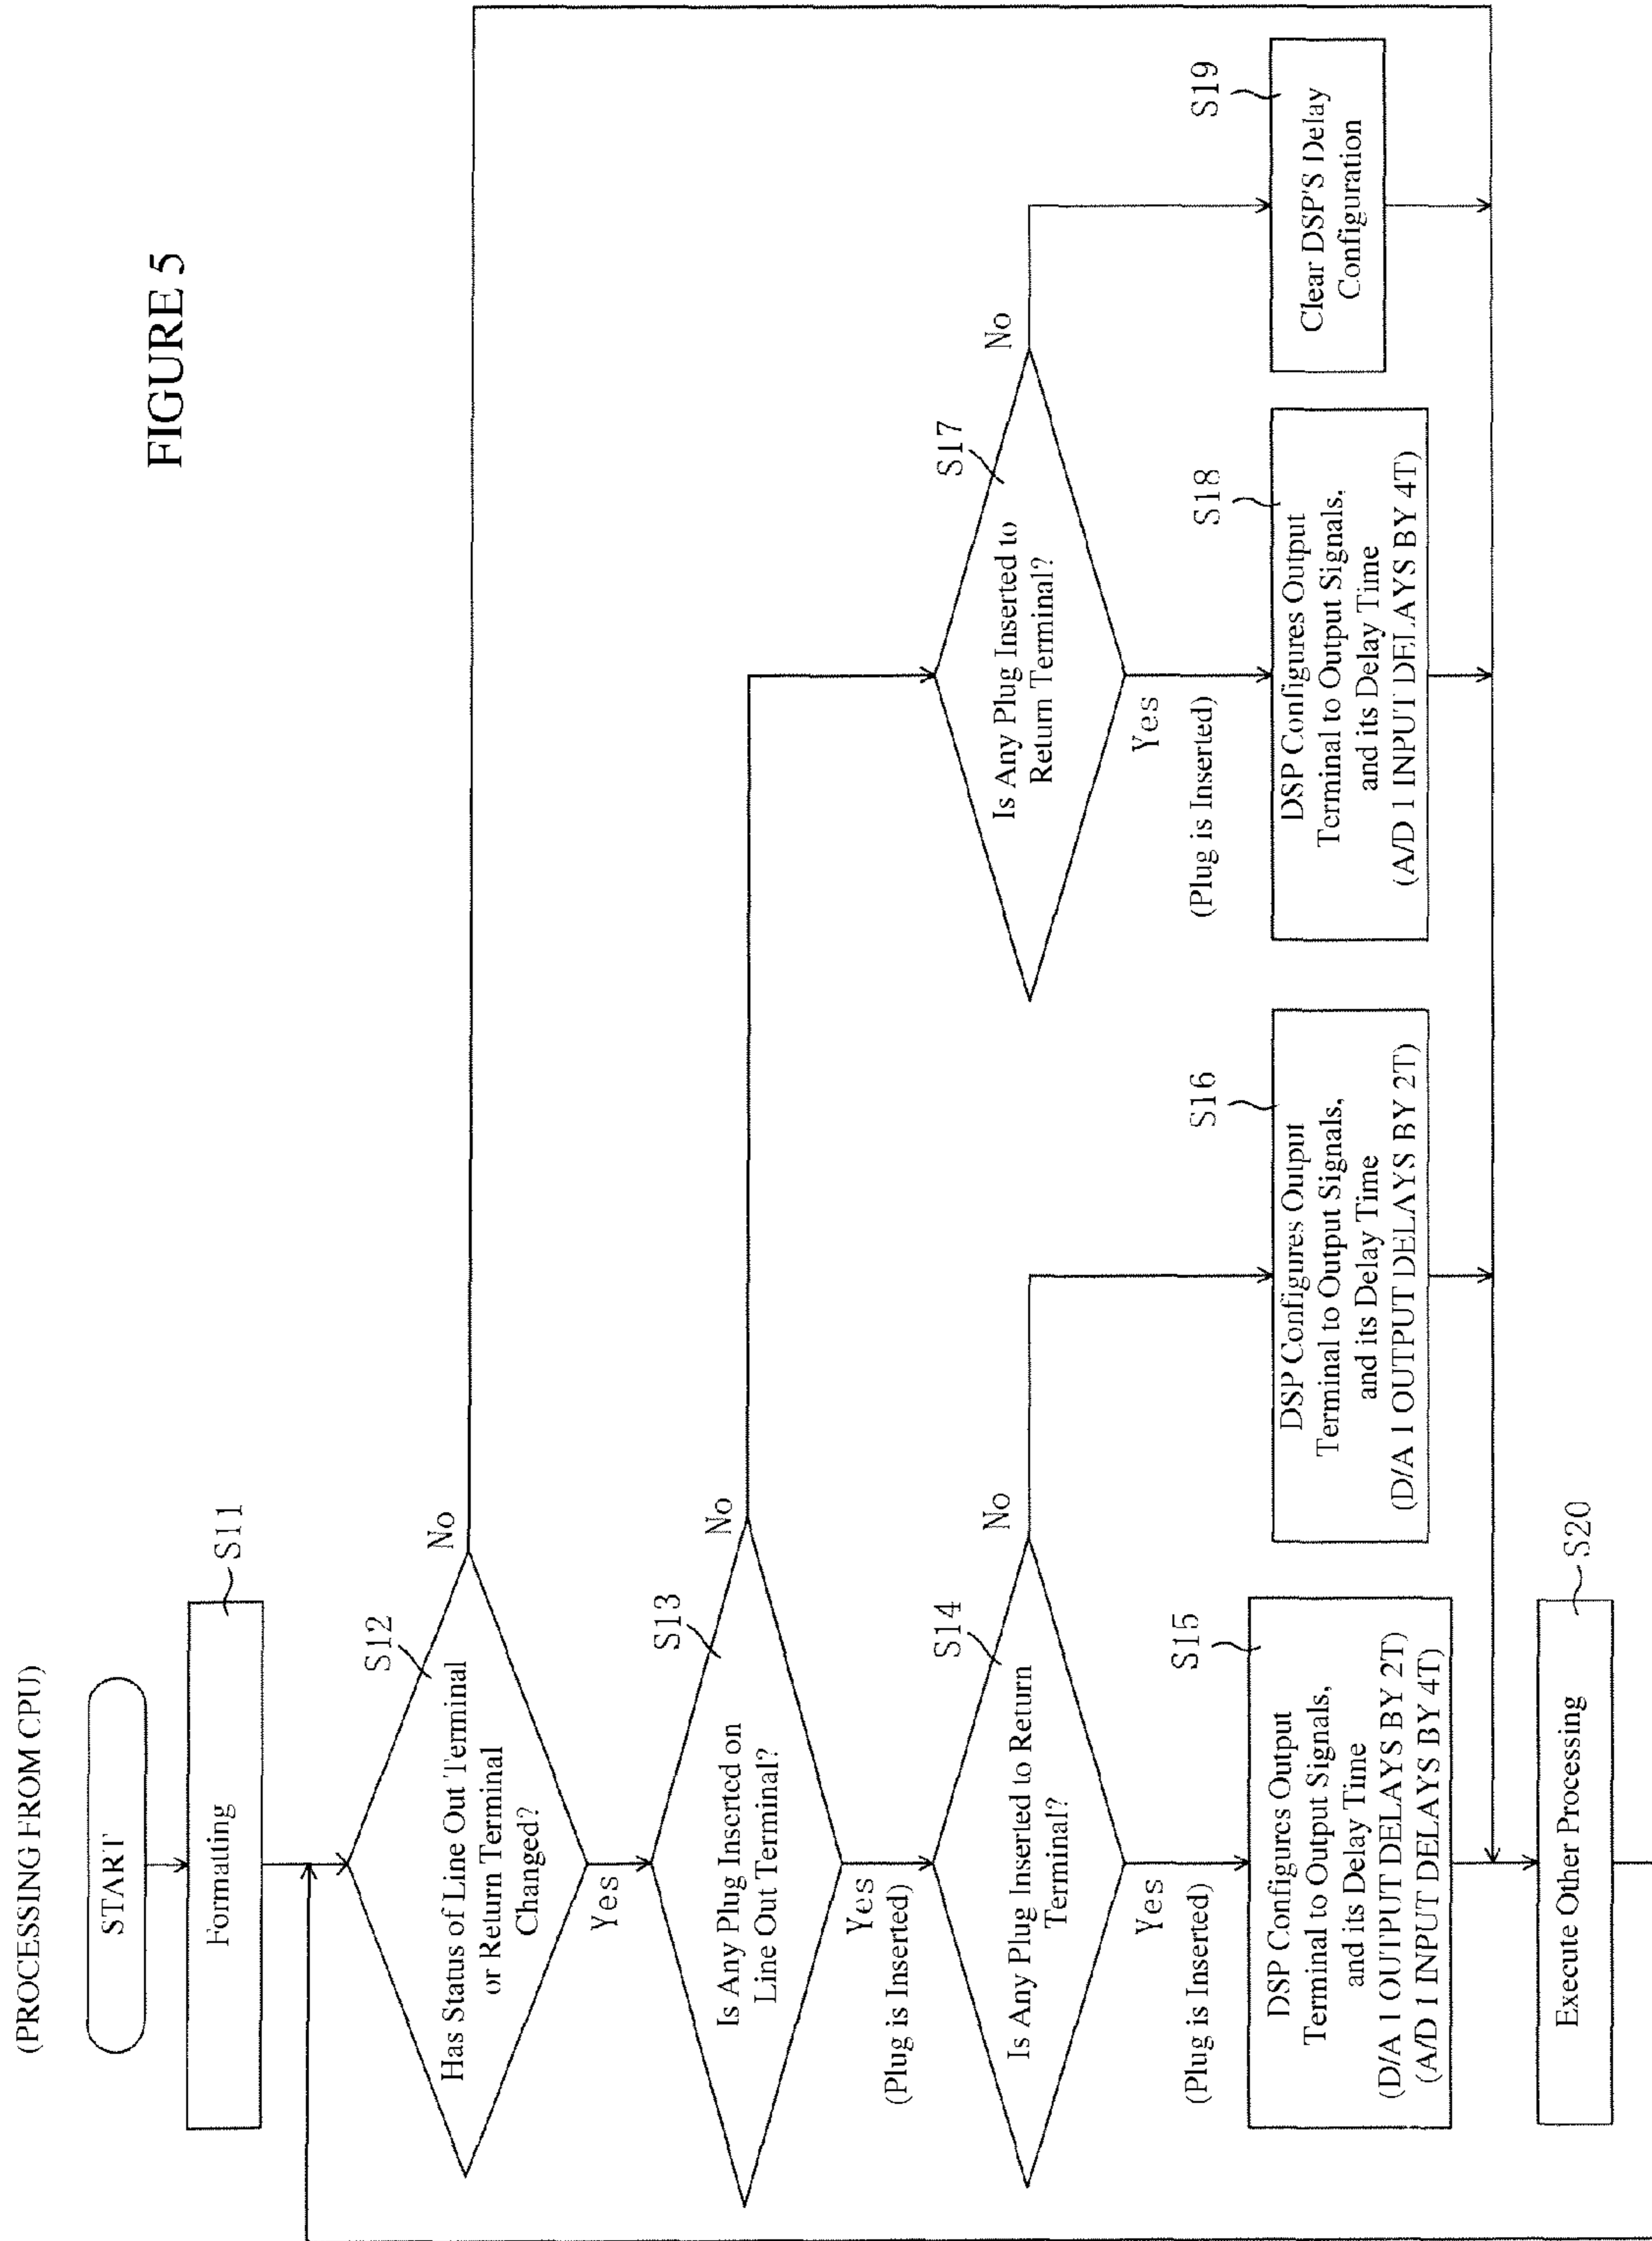 FIGURE 5
(PROCESSING FROM CPU)
START
Formatting
S11
Has Status of Line Out Terminal
or Return Terminal
Changed?
S12
No
Yes
Is Any Plug Inserted on
Line Out Terminal?
S13
No
Yes
(Plug is Inserted)
Is Any Plug Inserted to Return
Terminal?
S14
No
Yes
(Plug is Inserted)
Is Any Plug Inserted to
Return Terminal?
S17
No
Yes
(Plug is Inserted)
DSP Configures Output
Terminal to Output Signals,
and its Delay Time
(D/A 1 OUTPUT DELAYS BY 2T)
(A/D 1 INPUT DELAYS BY 4T)
S15
DSP Configures Output
Terminal to Output Signals,
and its Delay Time
(D/A 1 OUTPUT DELAYS BY 2T)
S16
DSP Configures Output
Terminal to Output Signals,
and its Delay Time
(A/D 1 INPUT DELAYS BY 4T)
S18
Clear DSP'S Delay
Configuration
S19
Execute Other Processing
S20